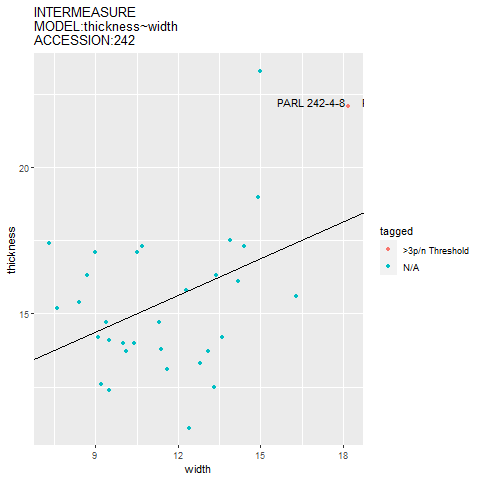 INTERMEASURE
MODEL:thickness~width
ACCESSION:242
PARL 242-4-8
20
15
thickness
9
12
15
18
width
tagged
>3p/n Threshold
N/A